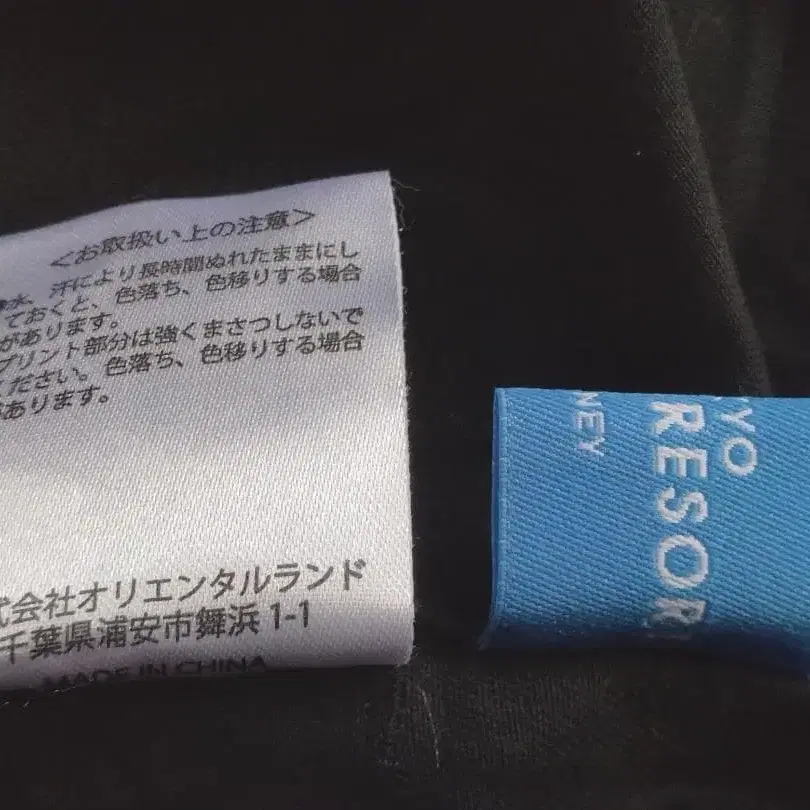 <お取扱い上の注意>
水、汗により長時間ぬれたままにし
ておくと、色落ち、色移りする場合
があります。
プリント部分は強くまさつしないで
ください。色落ち、色移りする場合
あります。
式会社オリエンタルランド
千葉県浦安市舞浜 1-1
MADE IN CHINA
YO
RESOR
NEY